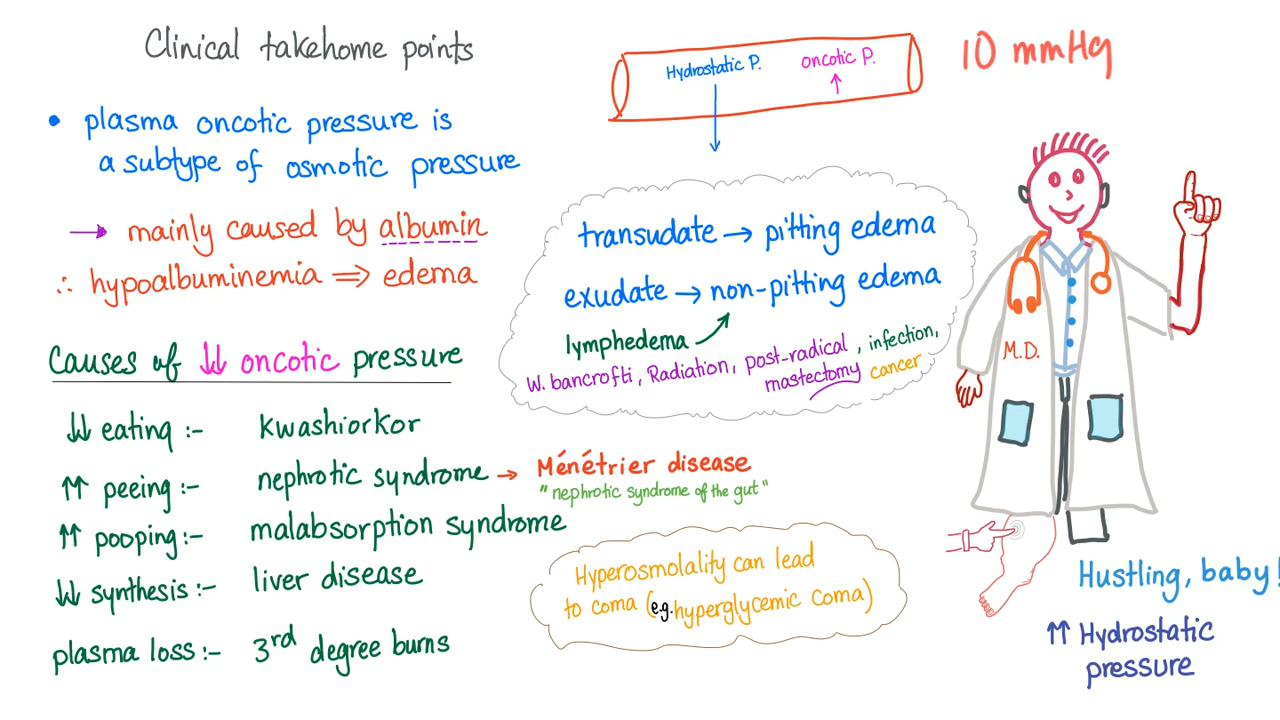 Clinical takehome points
• plasma oncotic pressure is
a subtype of osmotic pressure
→ mainly caused by albumin
∴ hypoalbuminemia ⇒ edema
Causes of ↓↓ oncotic pressure
↓↓ eating :- Kwashiorkor
↑↑ peeing :- nephrotic syndrome → Ménétrier disease
"nephrotic syndrome of the gut"
↑↑ pooping :- malabsorption syndrome
↓↓ synthesis :- liver disease
plasma loss :- 3rd degree burns
Hydrostatic P. oncotic P.
↓ ↑
10 mmHg
transudate → pitting edema
exudate → non-pitting edema
lymphedema ↗
W. bancrofti, Radiation, post-radical, infection,
mastectomy cancer
Hyperosmolality can lead
to coma (e.g. hyperglycemic coma)
M.D.
Hustling, baby!
↑↑ Hydrostatic
pressure